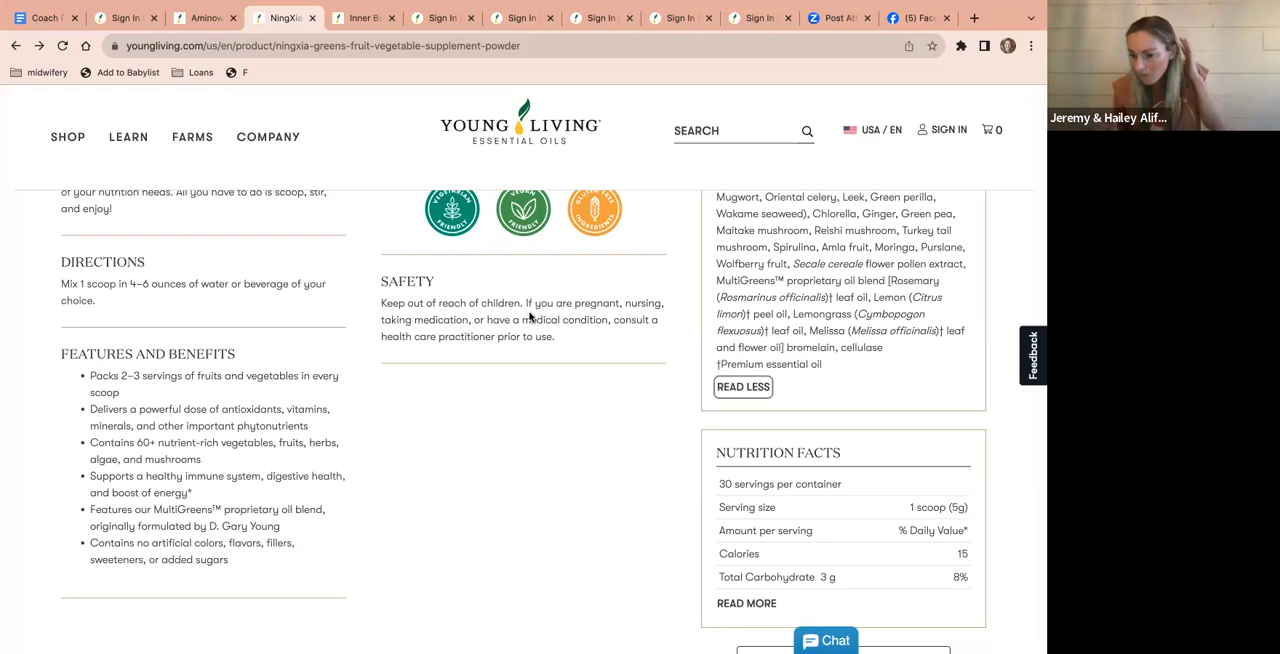 Coach F
Sign In
Aminow
NingXia
Inner Be
Sign In
Sign In
Sign In
Sign In
Sign In
Post At
(5) Fac
youngliving.com/us/en/product/ningxia-greens-fruit-vegetable-supplement-powder
midwifery
Add to Babylist
Loans
F
SHOP LEARN FARMS COMPANY
YOUNG LIVING
ESSENTIAL OILS
SEARCH
USA / EN
SIGN IN
0
of your nutrition needs. All you have to do is scoop, stir,
and enjoy!
DIRECTIONS
Mix 1 scoop in 4–6 ounces of water or beverage of your
choice.
FEATURES AND BENEFITS
• Packs 2–3 servings of fruits and vegetables in every
scoop
• Delivers a powerful dose of antioxidants, vitamins,
minerals, and other important phytonutrients
• Contains 60+ nutrient-rich vegetables, fruits, herbs,
algae, and mushrooms
• Supports a healthy immune system, digestive health,
and boost of energy*
• Features our MultiGreens™ proprietary oil blend,
originally formulated by D. Gary Young
• Contains no artificial colors, flavors, fillers,
sweeteners, or added sugars
VEGETARIAN
FRIENDLY
VEGAN
FRIENDLY
INGREDIENTS
SAFETY
Keep out of reach of children. If you are pregnant, nursing,
taking medication, or have a medical condition, consult a
health care practitioner prior to use.
Mugwort, Oriental celery, Leek, Green perilla,
Wakame seaweed), Chlorella, Ginger, Green pea,
Maitake mushroom, Reishi mushroom, Turkey tail
mushroom, Spirulina, Amla fruit, Moringa, Purslane,
Wolfberry fruit, Secale cereale flower pollen extract,
MultiGreens™ proprietary oil blend [Rosemary
(Rosmarinus officinalis)† leaf oil, Lemon (Citrus
limon)† peel oil, Lemongrass (Cymbopogon
flexuosus)† leaf oil, Melissa (Melissa officinalis)† leaf
and flower oil] bromelain, cellulase
†Premium essential oil
READ LESS
NUTRITION FACTS
30 servings per container
Serving size 1 scoop (5g)
Amount per serving % Daily Value*
Calories 15
Total Carbohydrate 3 g 8%
READ MORE
Feedback
Chat
Jeremy & Hailey Alif...